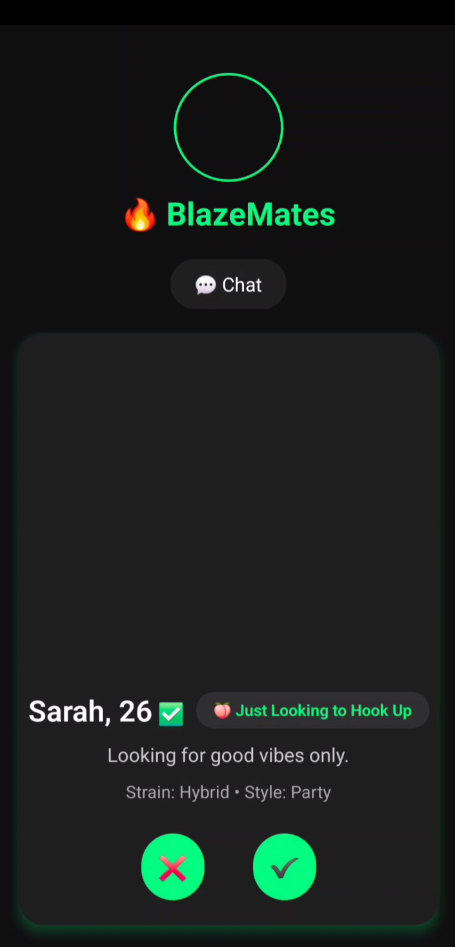 🔥 BlazeMates
💬 Chat
Sarah, 26 ✅ 🍑 Just Looking to Hook Up
Looking for good vibes only.
Strain: Hybrid • Style: Party
❌ ✔